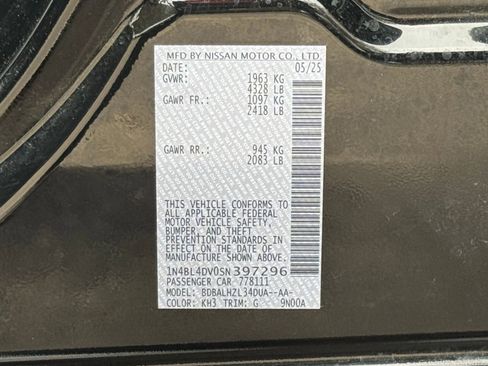 MFD BY NISSAN MOTOR CO., LTD.
DATE: 05/25
GVWR: 1963 KG
4328 LB
GAWR FR.: 1097 KG
2418 LB
GAWR RR.: 945 KG
2083 LB
THIS VEHICLE CONFORMS TO
ALL APPLICABLE FEDERAL
MOTOR VEHICLE SAFETY,
BUMPER, AND THEFT
PREVENTION STANDARDS IN
EFFECT ON THE DATE OF
MANUFACTURE SHOWN ABOVE.
1N4BL4DV0SN397296
PASSENGER CAR 778111
MODEL: BDBALHZL34DUA--AA-
COLOR: KH3 TRIM: G 9N00A